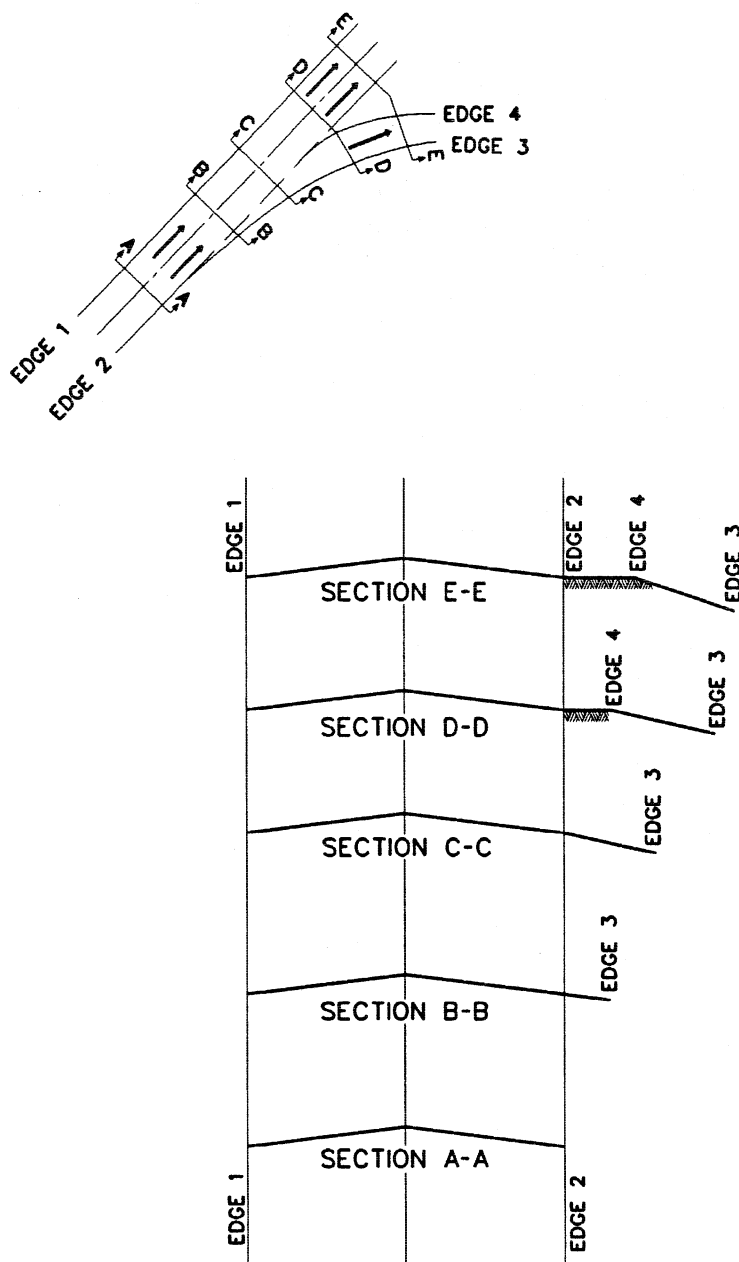 E
D
C
B
A
EDGE 4
EDGE 3
E
D
C
B
A
EDGE 1
EDGE 2
EDGE 1
EDGE 2
EDGE 4
EDGE 3
SECTION E-E
EDGE 4
EDGE 3
SECTION D-D
EDGE 3
SECTION C-C
EDGE 3
SECTION B-B
SECTION A-A
EDGE 1
EDGE 2